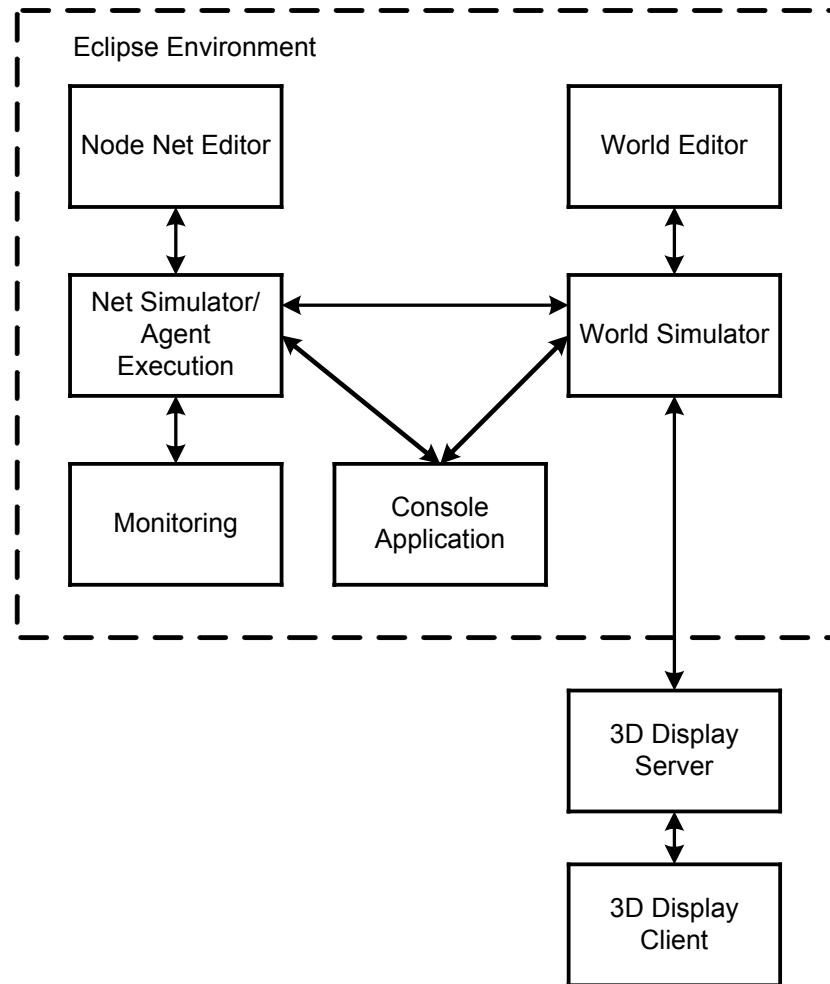 Eclipse Environment
Node Net Editor
World Editor
Net Simulator/
Agent
Execution
World Simulator
Monitoring
Console
Application
3D Display
Server
3D Display
Client